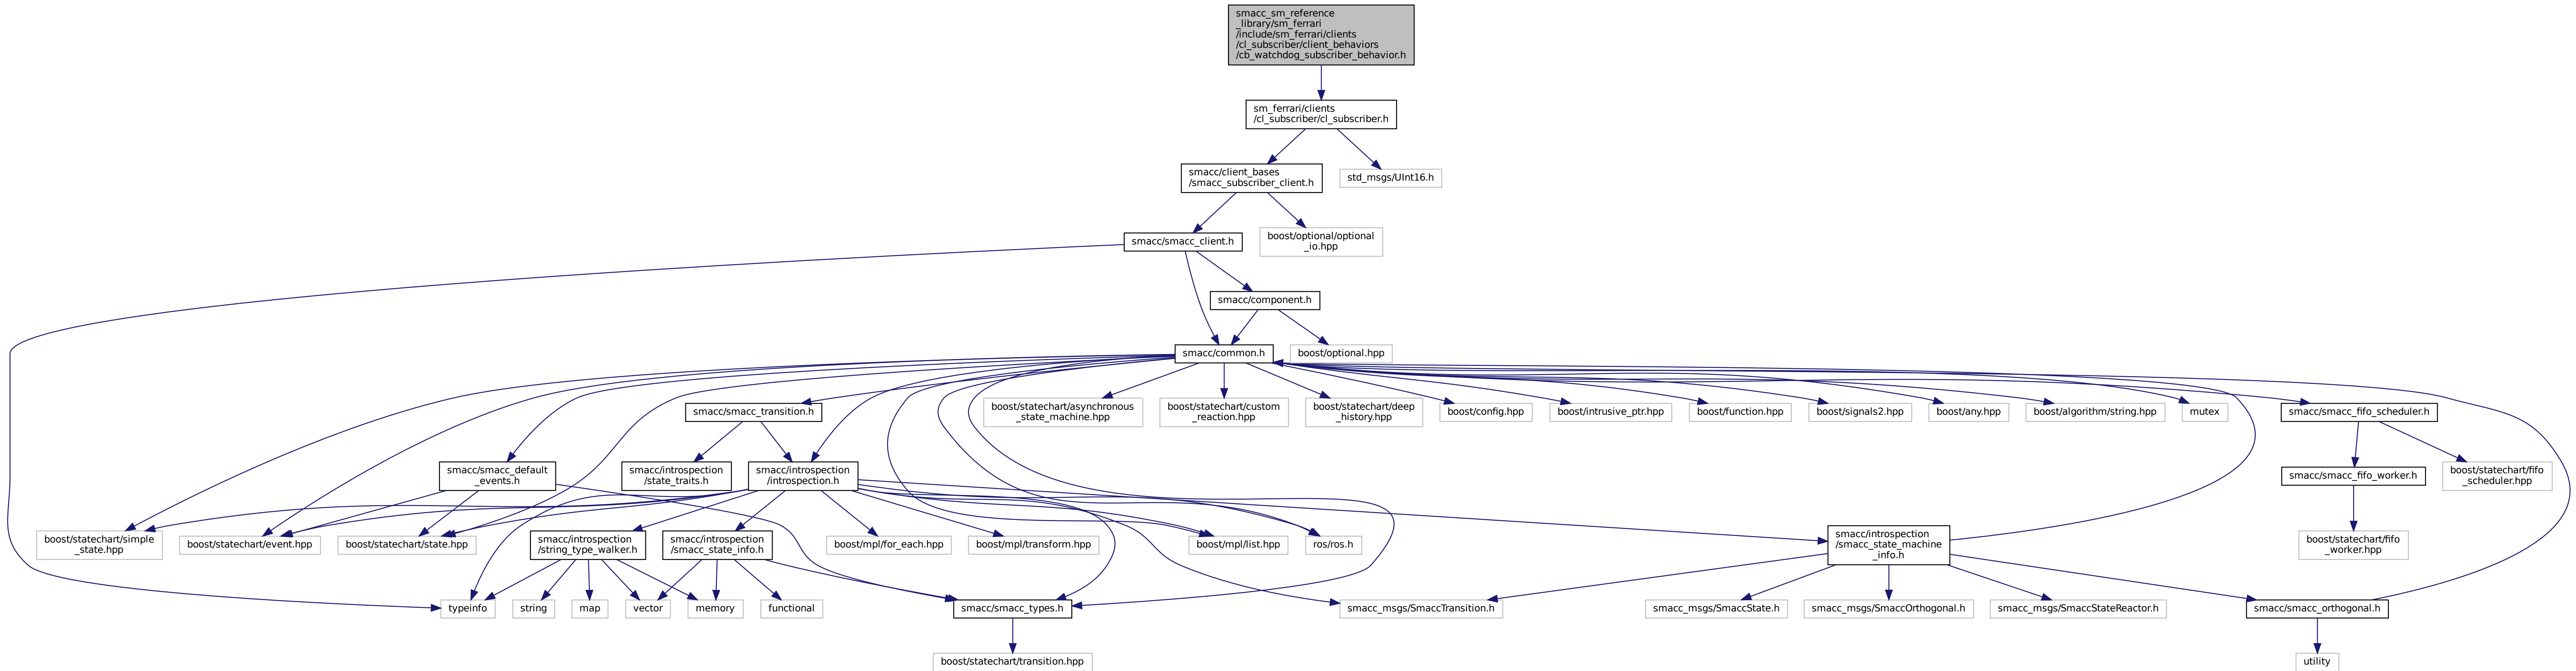 smacc_sm_reference
_library/sm_ferrari
/include/sm_ferrari/clients
/cl_subscriber/client_behaviors
/cb_watchdog_subscriber_behavior.h
sm_ferrari/clients
/cl_subscriber/cl_subscriber.h
smacc/client_bases
/smacc_subscriber_client.h
std_msgs/UInt16.h
smacc/smacc_client.h
boost/optional/optional
_io.hpp
smacc/component.h
smacc/common.h
boost/optional.hpp
smacc/smacc_transition.h
boost/statechart/asynchronous
_state_machine.hpp
boost/statechart/custom
_reaction.hpp
boost/statechart/deep
_history.hpp
boost/config.hpp
boost/intrusive_ptr.hpp
boost/function.hpp
boost/signals2.hpp
boost/any.hpp
boost/algorithm/string.hpp
mutex
smacc/smacc_fifo_scheduler.h
smacc/smacc_default
_events.h
smacc/introspection
/state_traits.h
smacc/introspection
/introspection.h
smacc/smacc_fifo_worker.h
boost/statechart/fifo
_scheduler.hpp
boost/statechart/simple
_state.hpp
boost/statechart/event.hpp
boost/statechart/state.hpp
smacc/introspection
/string_type_walker.h
smacc/introspection
/smacc_state_info.h
boost/mpl/for_each.hpp
boost/mpl/transform.hpp
boost/mpl/list.hpp
ros/ros.h
smacc/introspection
/smacc_state_machine
_info.h
boost/statechart/fifo
_worker.hpp
typeinfo
string
map
vector
memory
functional
smacc/smacc_types.h
smacc_msgs/SmaccTransition.h
smacc_msgs/SmaccState.h
smacc_msgs/SmaccOrthogonal.h
smacc_msgs/SmaccStateReactor.h
smacc/smacc_orthogonal.h
boost/statechart/transition.hpp
utility